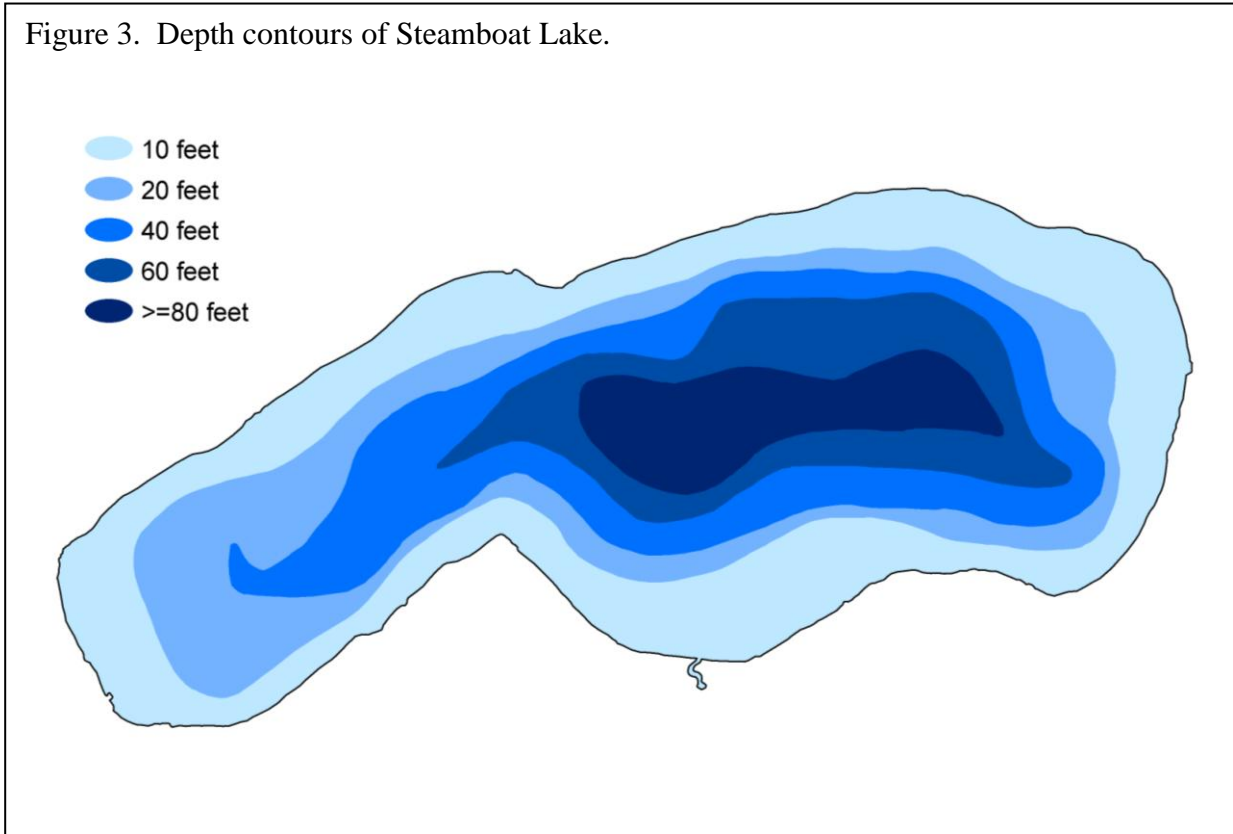 Figure 3.  Depth contours of Steamboat Lake.
10 feet
20 feet
40 feet
60 feet
>=80 feet